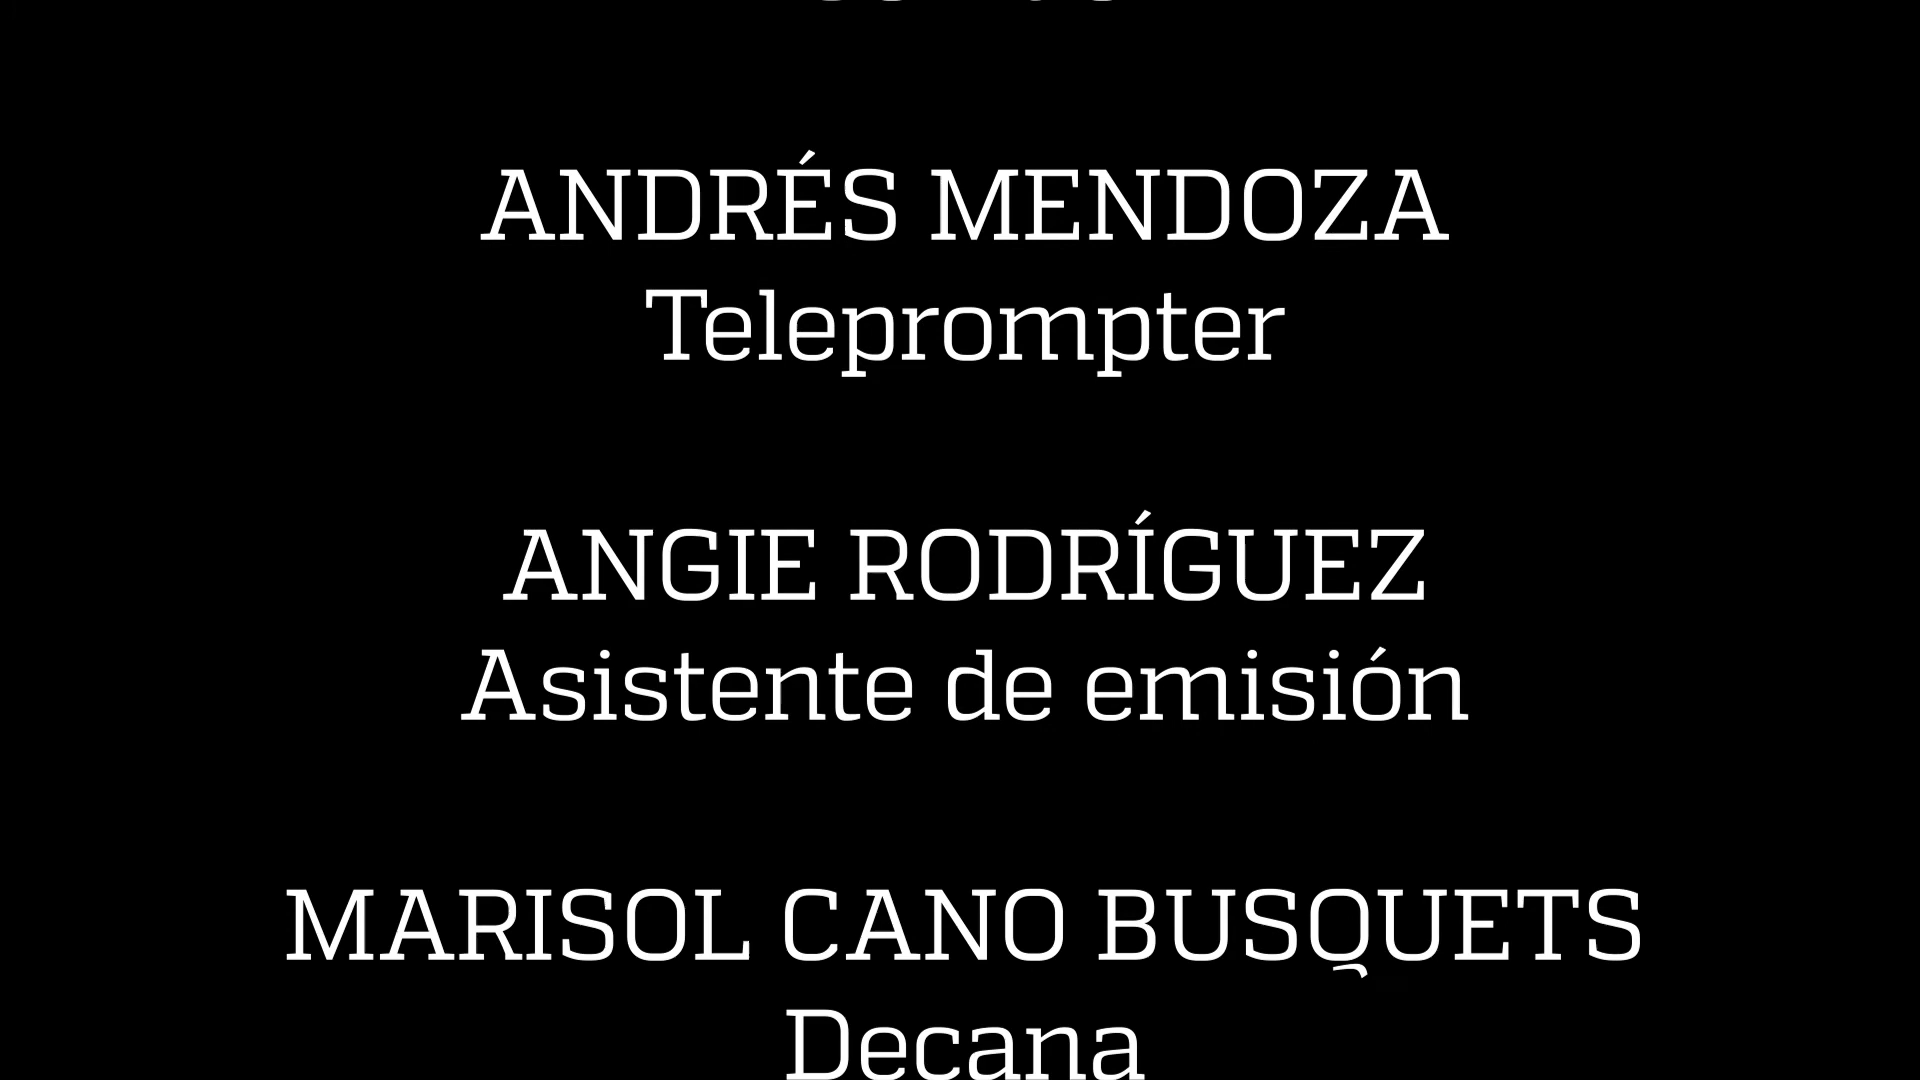 ANDRÉS MENDOZA
Teleprompter
ANGIE RODRÍGUEZ
Asistente de emisión
MARISOL CANO BUSQUETS
Decana